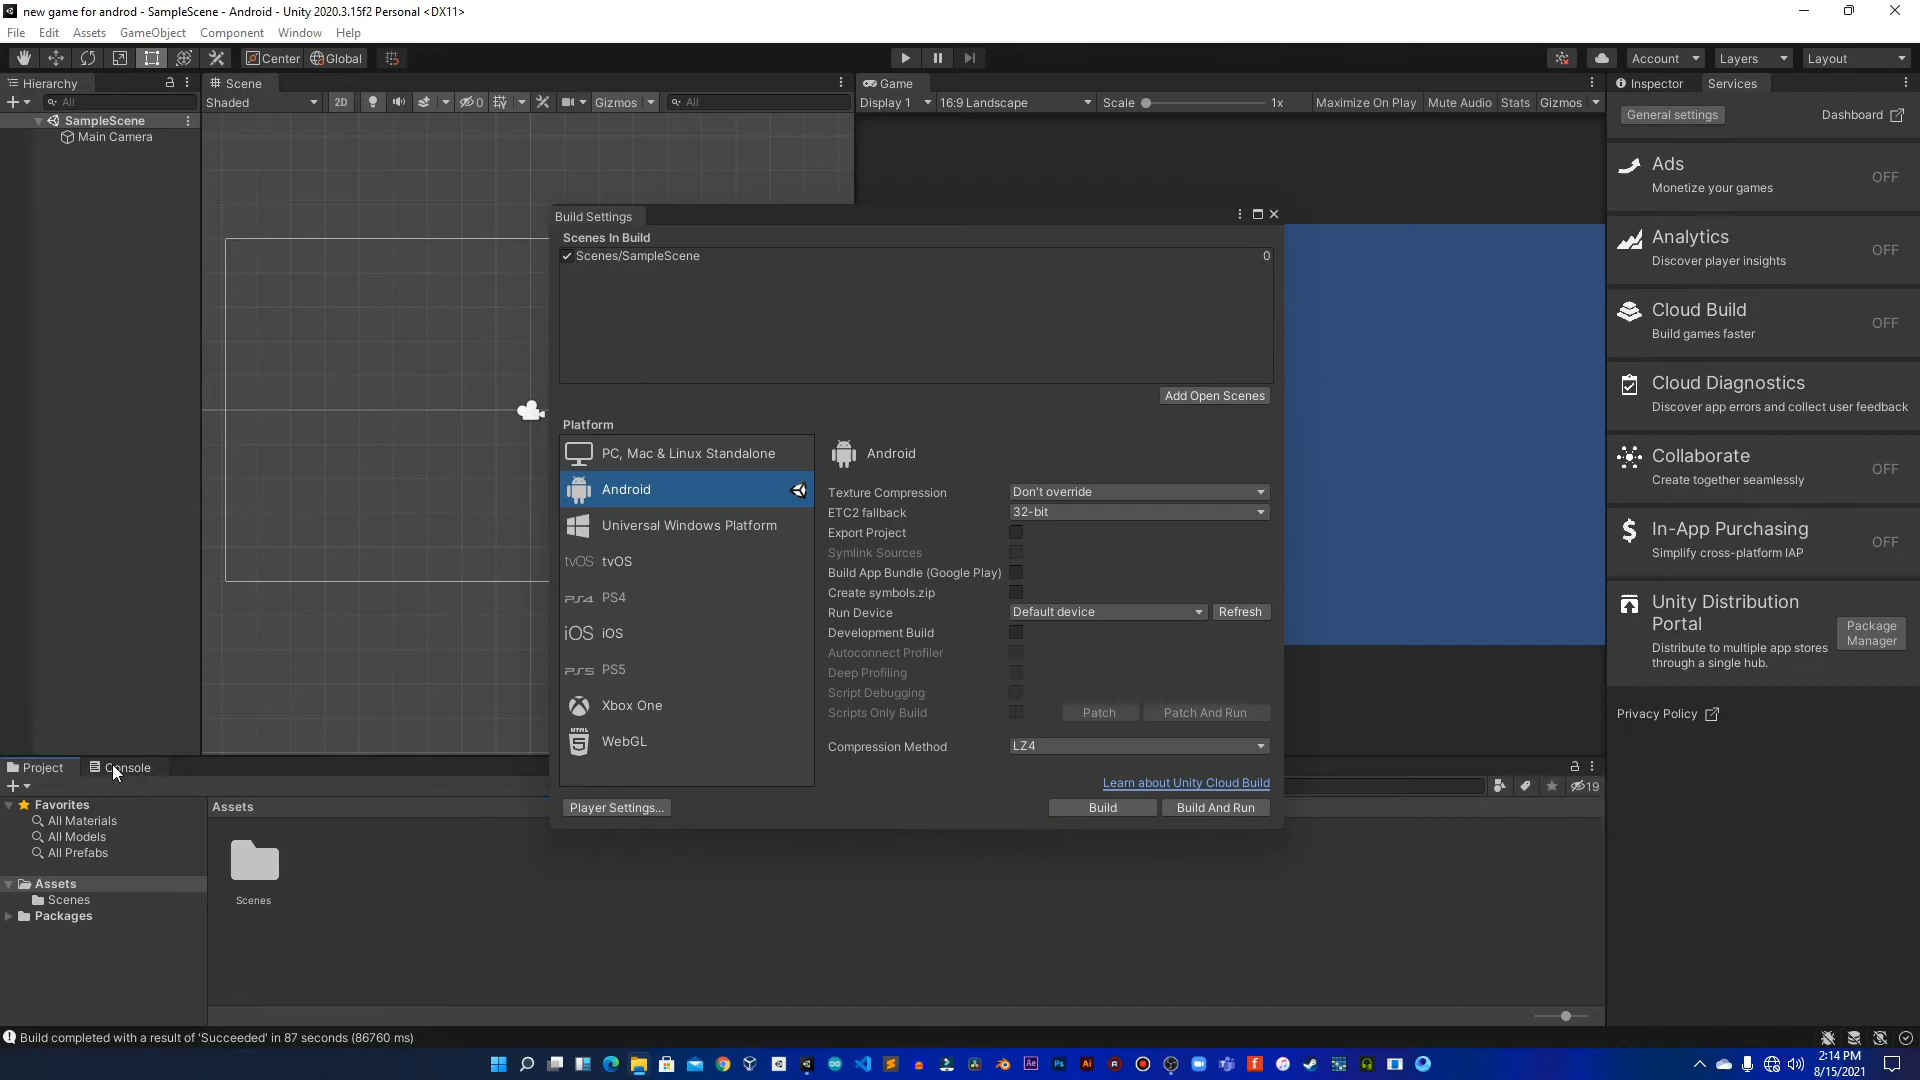 new game for androd - SampleScene - Android - Unity 2020.3.15f2 Personal <DX11>
File Edit Assets GameObject Component Window Help
Center Global Account Layers Layout
Hierarchy
All
SampleScene
Main Camera
Scene
Shaded 2D 0 Gizmos All
Game
Display 1 16:9 Landscape Scale 1x Maximize On Play Mute Audio Stats Gizmos
Inspector Services
General settings Dashboard
Ads
Monetize your games
OFF
Analytics
Discover player insights
OFF
Cloud Build
Build games faster
OFF
Cloud Diagnostics
Discover app errors and collect user feedback
Collaborate
Create together seamlessly
OFF
In-App Purchasing
Simplify cross-platform IAP
OFF
Unity Distribution
Portal
Distribute to multiple app stores
through a single hub.
Package
Manager
Privacy Policy
Build Settings
Scenes In Build
Scenes/SampleScene 0
Add Open Scenes
Platform
PC, Mac & Linux Standalone
Android
Universal Windows Platform
tvOS tvOS
PS4 PS4
iOS iOS
PS5 PS5
Xbox One
HTML 5 WebGL
Android
Texture Compression Don't override
ETC2 fallback 32-bit
Export Project
Symlink Sources
Build App Bundle (Google Play)
Create symbols.zip
Run Device Default device Refresh
Development Build
Autoconnect Profiler
Deep Profiling
Script Debugging
Scripts Only Build Patch Patch And Run
Compression Method LZ4
Learn about Unity Cloud Build
Player Settings... Build Build And Run
Project Console
19
Favorites
All Materials
All Models
All Prefabs
Assets
Scenes
Packages
Assets
Scenes
Build completed with a result of 'Succeeded' in 87 seconds (86760 ms)
Ae Ps Ai
2:14 PM
8/15/2021